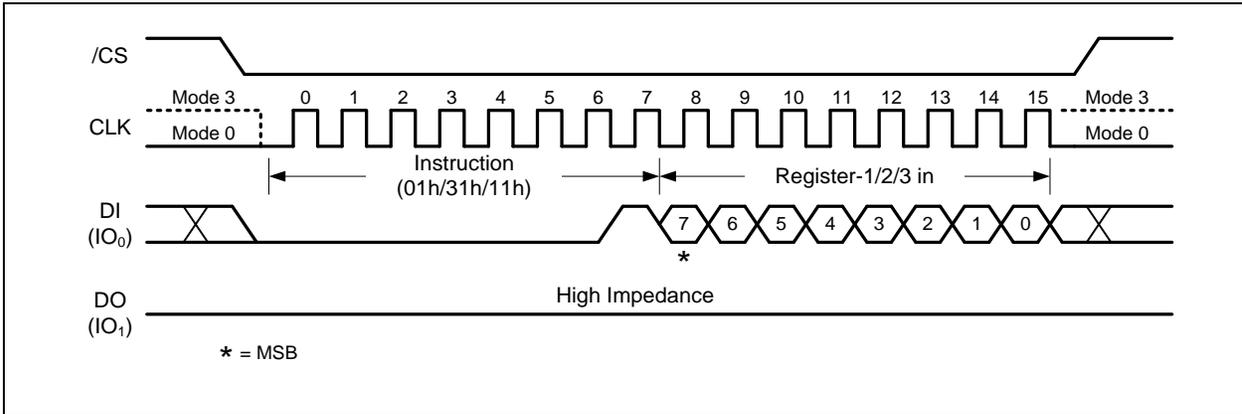 /CS
Mode 3 0 1 2 3 4 5 6 7 8 9 10 11 12 13 14 15 Mode 3
CLK
Mode 0 Mode 0
Instruction
(01h/31h/11h)
Register-1/2/3 in
DI
(IO₀)
7 6 5 4 3 2 1 0
*
High Impedance
DO
(IO₁)
* = MSB